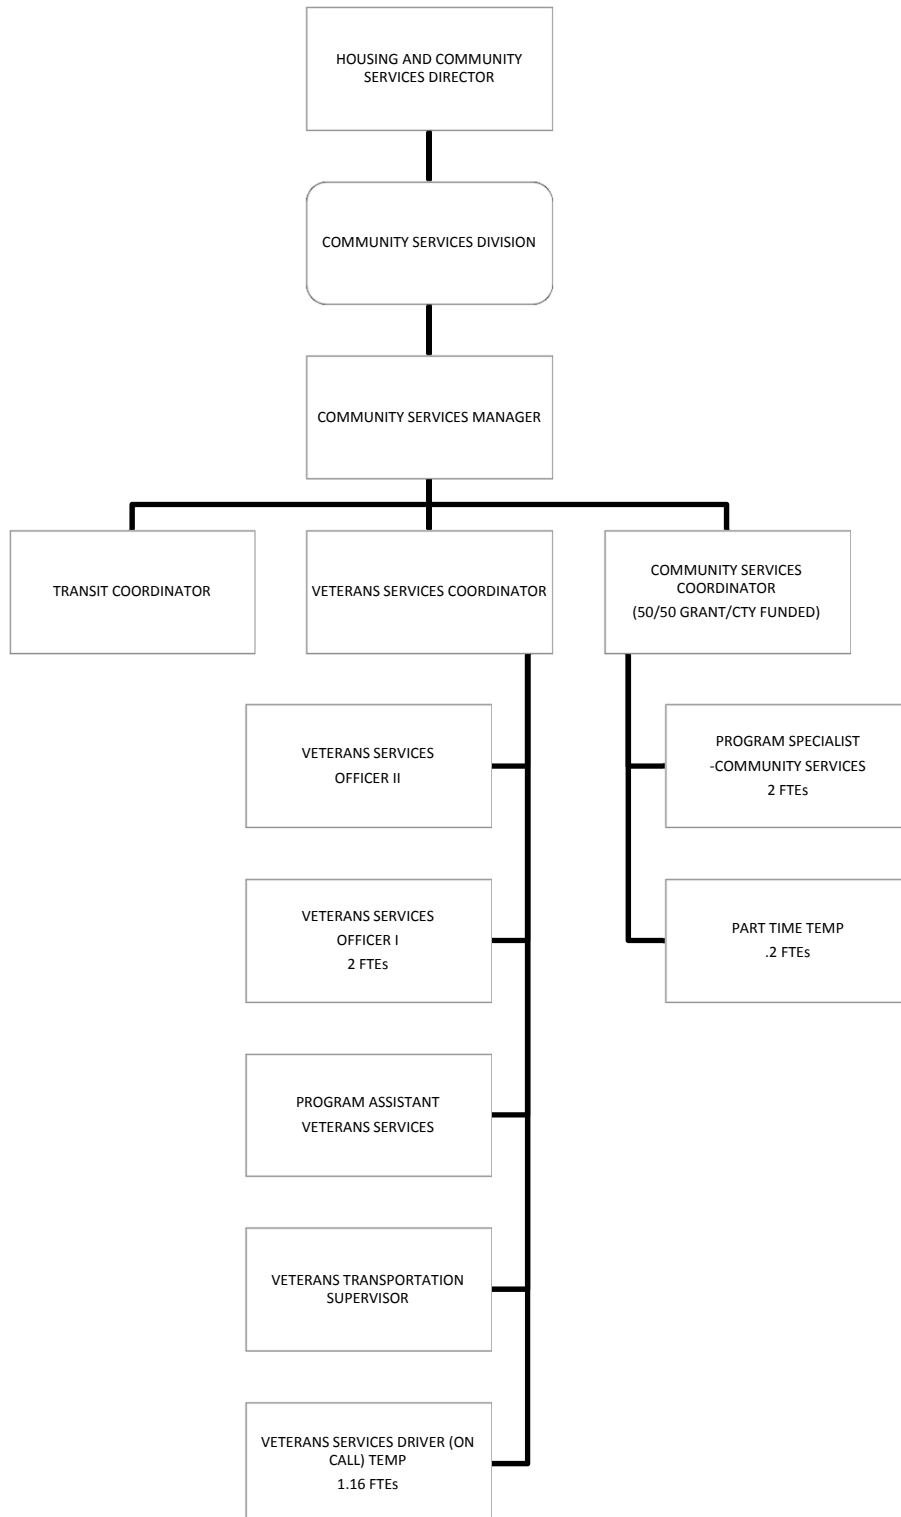 HOUSING AND COMMUNITY
SERVICES DIRECTOR
COMMUNITY SERVICES DIVISION
COMMUNITY SERVICES MANAGER
TRANSIT COORDINATOR
VETERANS SERVICES COORDINATOR
COMMUNITY SERVICES
COORDINATOR
(50/50 GRANT/CTY FUNDED)
VETERANS SERVICES
OFFICER II
PROGRAM SPECIALIST
-COMMUNITY SERVICES
2 FTEs
VETERANS SERVICES
OFFICER I
2 FTEs
PART TIME TEMP
.2 FTEs
PROGRAM ASSISTANT
VETERANS SERVICES
VETERANS TRANSPORTATION
SUPERVISOR
VETERANS SERVICES DRIVER (ON
CALL) TEMP
1.16 FTEs